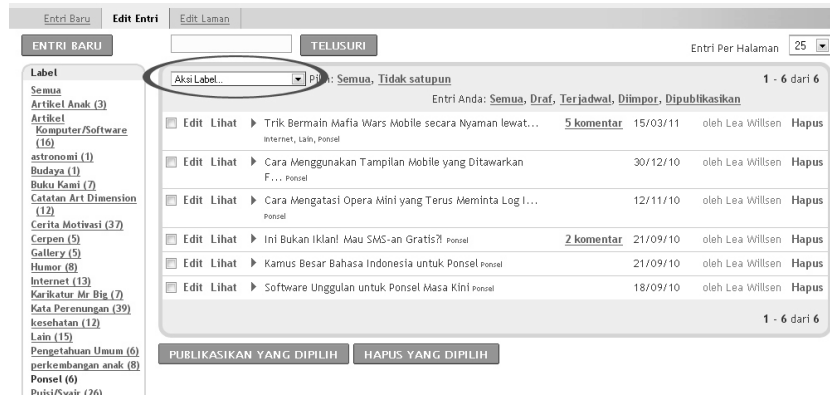 Entri Baru Edit Entri Edit Laman
ENTRI BARU TELUSURI Entri Per Halaman 25
Label
Semua
Artikel Anak (3)
Artikel
Komputer/Software
(16)
astronomi (1)
Budaya (1)
Buku Kami (7)
Catatan Art Dimension
(12)
Cerita Motivasi (37)
Cerpen (5)
Gallery (5)
Humor (8)
Internet (13)
Karikatur Mr Big (7)
Kata Perenungan (39)
kesehatan (12)
Lain (15)
Pengetahuan Umum (6)
perkembangan anak (8)
Ponsel (6)
Puisi/Syair (26)
Aksi Label... Semua, Tidak satupun 1 - 6 dari 6
Entri Anda: Semua, Draf, Terjadwal, Diimpor, Dipublikasikan
Edit Lihat Trik Bermain Mafia Wars Mobile secara Nyaman lewat... 5 komentar 15/03/11 oleh Lea Willsen Hapus
Internet, Lain, Ponsel
Edit Lihat Cara Menggunakan Tampilan Mobile yang Ditawarkan 30/12/10 oleh Lea Willsen Hapus
F... Ponsel
Edit Lihat Cara Mengatasi Opera Mini yang Terus Meminta Log I... 12/11/10 oleh Lea Willsen Hapus
Ponsel
Edit Lihat Ini Bukan Iklan! Mau SMS-an Gratis?! Ponsel 2 komentar 21/09/10 oleh Lea Willsen Hapus
Edit Lihat Kamus Besar Bahasa Indonesia untuk Ponsel Ponsel 21/09/10 oleh Lea Willsen Hapus
Edit Lihat Software Unggulan untuk Ponsel Masa Kini Ponsel 18/09/10 oleh Lea Willsen Hapus
1 - 6 dari 6
PUBLIKASIKAN YANG DIPILIH HAPUS YANG DIPILIH